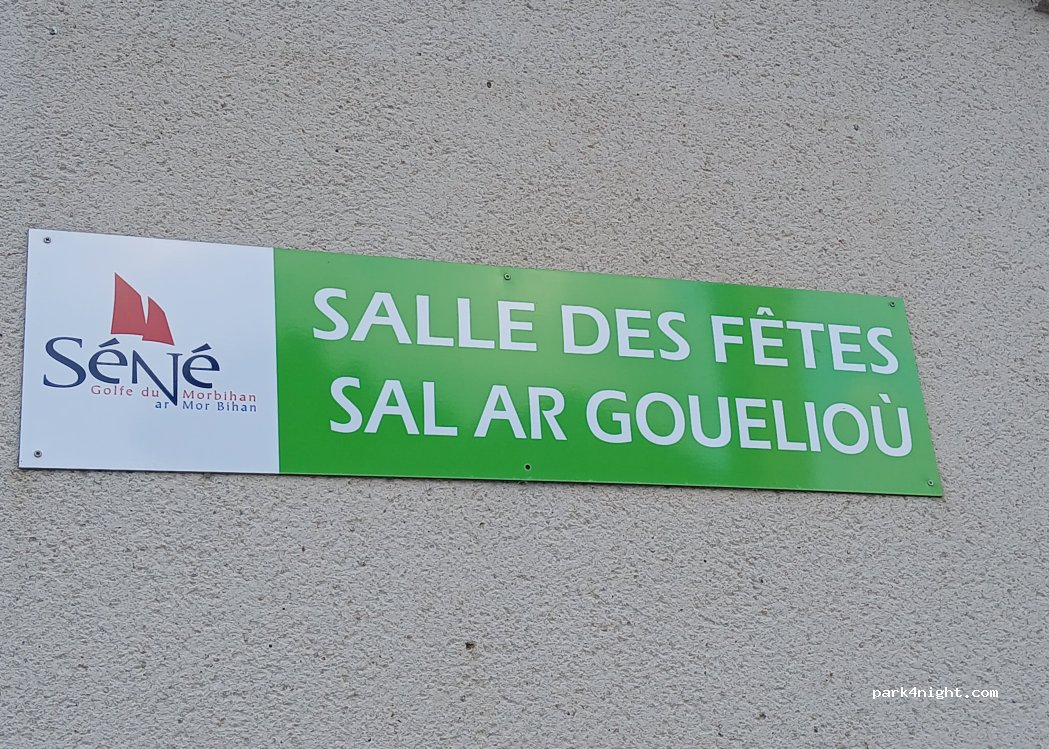 Séné
Golfe du Morbihan
ar Mor Bihan
SALLE DES FÊTES
SAL AR GOUELIOÙ
park4night.com